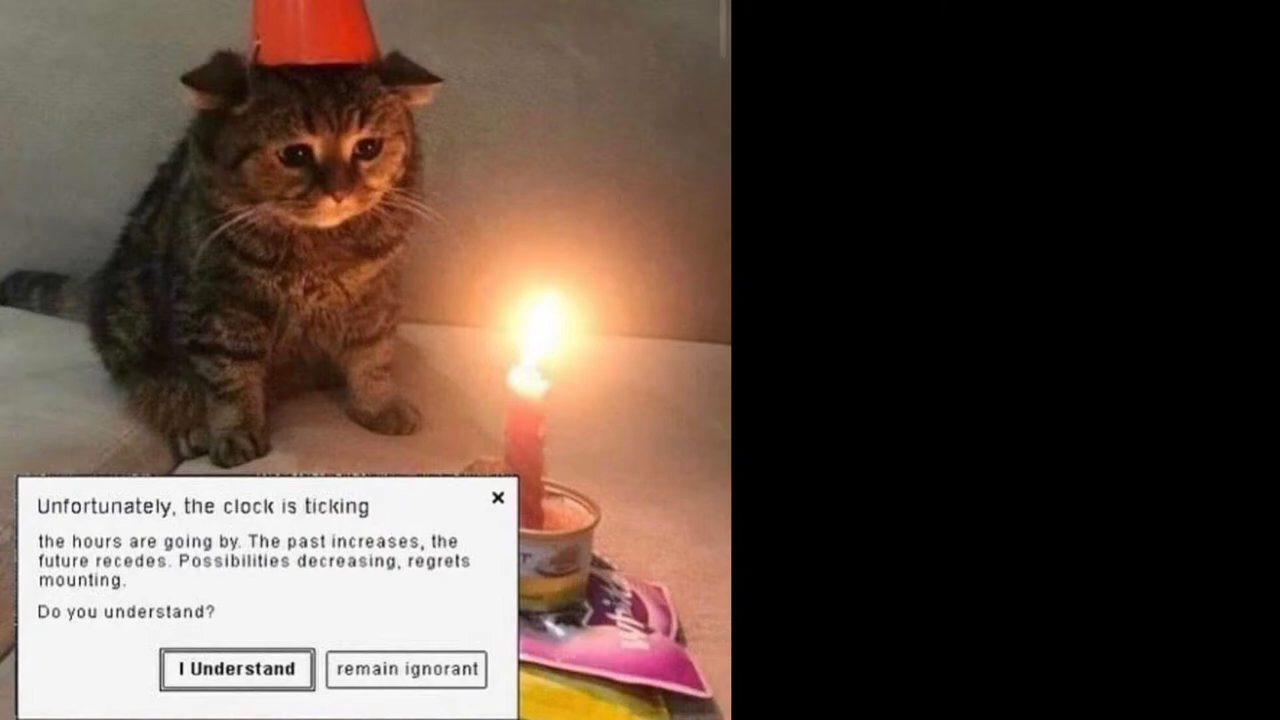 Unfortunately, the clock is ticking
the hours are going by. The past increases, the
future recedes. Possibilities decreasing, regrets
mounting.
Do you understand?
I Understand
remain ignorant